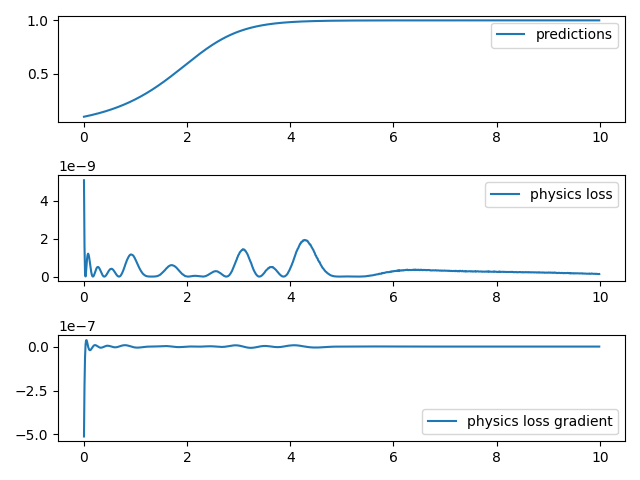 1.0
predictions
0.5
0 2 4 6 8 10
1e−9
physics loss
4
2
0
0 2 4 6 8 10
1e−7
0.0
−2.5
physics loss gradient
−5.0
0 2 4 6 8 10